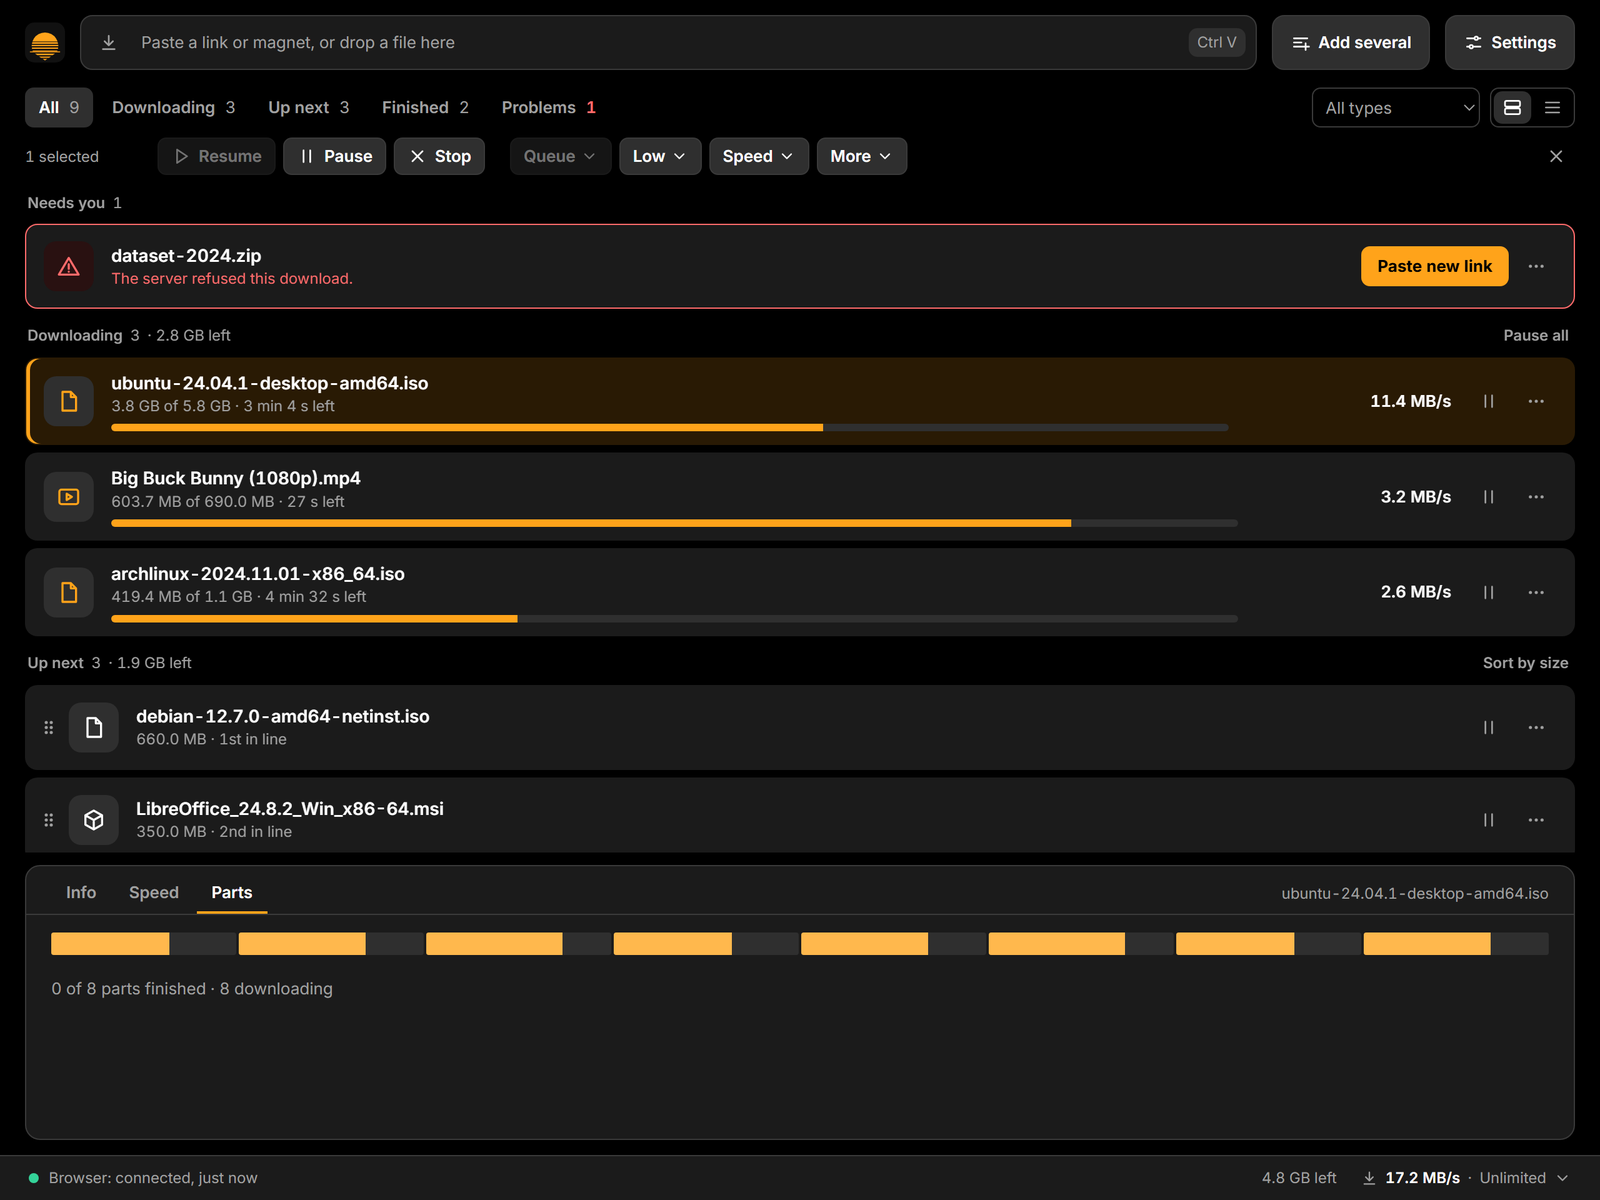 Paste a link or magnet, or drop a file here
Ctrl V
Add several
Settings
All 9
Downloading 3
Up next 3
Finished 2
Problems 1
All types
1 selected
Resume
Pause
Stop
Queue
Low
Speed
More
Needs you 1
dataset-2024.zip
The server refused this download.
Paste new link
Downloading 3 · 2.8 GB left
Pause all
ubuntu-24.04.1-desktop-amd64.iso
3.8 GB of 5.8 GB · 3 min 4 s left
11.4 MB/s
Big Buck Bunny (1080p).mp4
603.7 MB of 690.0 MB · 27 s left
3.2 MB/s
archlinux-2024.11.01-x86_64.iso
419.4 MB of 1.1 GB · 4 min 32 s left
2.6 MB/s
Up next 3 · 1.9 GB left
Sort by size
debian-12.7.0-amd64-netinst.iso
660.0 MB · 1st in line
LibreOffice_24.8.2_Win_x86-64.msi
350.0 MB · 2nd in line
Info
Speed
Parts
ubuntu-24.04.1-desktop-amd64.iso
0 of 8 parts finished · 8 downloading
Browser: connected, just now
4.8 GB left
17.2 MB/s · Unlimited